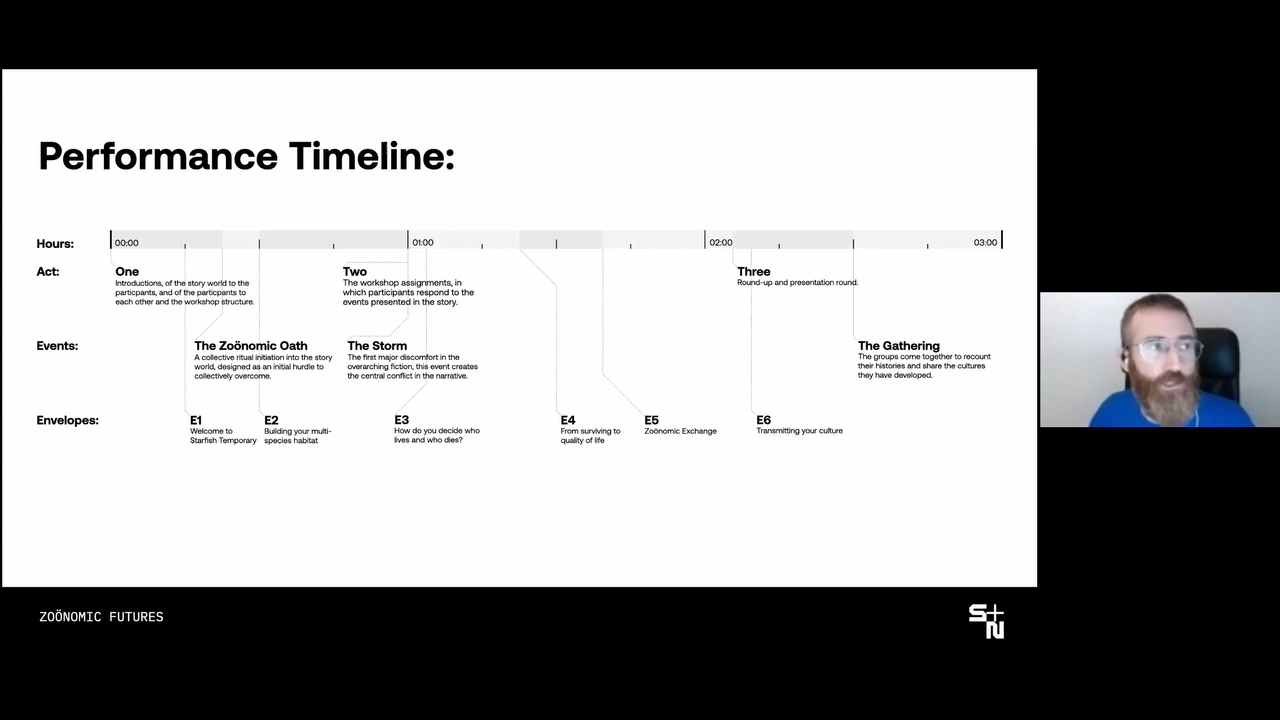 Performance Timeline:
Hours:
00:00
01:00
02:00
03:00
Act:
One
Introductions, of the story world to the
particpants, and of the particpants to
each other and the workshop structure.
Two
The workshop assignments, in
which participants respond to the
events presented in the story.
Three
Round-up and presentation round.
Events:
The Zoönomic Oath
A collective ritual initiation into the story
world, designed as an initial hurdle to
collectively overcome.
The Storm
The first major discomfort in the
overarching fiction, this event creates
the central conflict in the narrative.
The Gathering
The groups come together to recount
their histories and share the cultures
they have developed.
Envelopes:
E1
Welcome to
Starfish Temporary
E2
Building your multi-
species habitat
E3
How do you decide who
lives and who dies?
E4
From surviving to
quality of life
E5
Zoönomic Exchange
E6
Transmitting your culture
ZOÖNOMIC FUTURES
S+
N